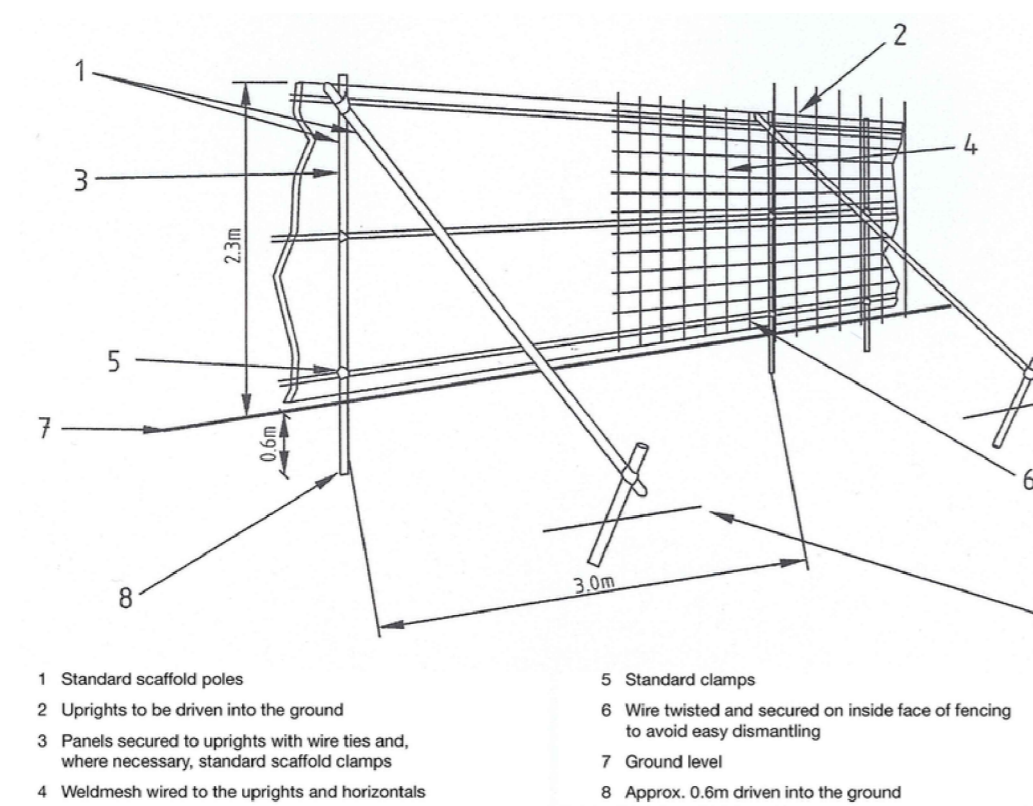 2
1
4
3
2.3m
5
7
0.6m
6
8
3.0m
1 Standard scaffold poles
2 Uprights to be driven into the ground
3 Panels secured to uprights with wire ties and,
where necessary, standard scaffold clamps
4 Weldmesh wired to the uprights and horizontals
5 Standard clamps
6 Wire twisted and secured on inside face of fencing
to avoid easy dismantling
7 Ground level
8 Approx. 0.6m driven into the ground